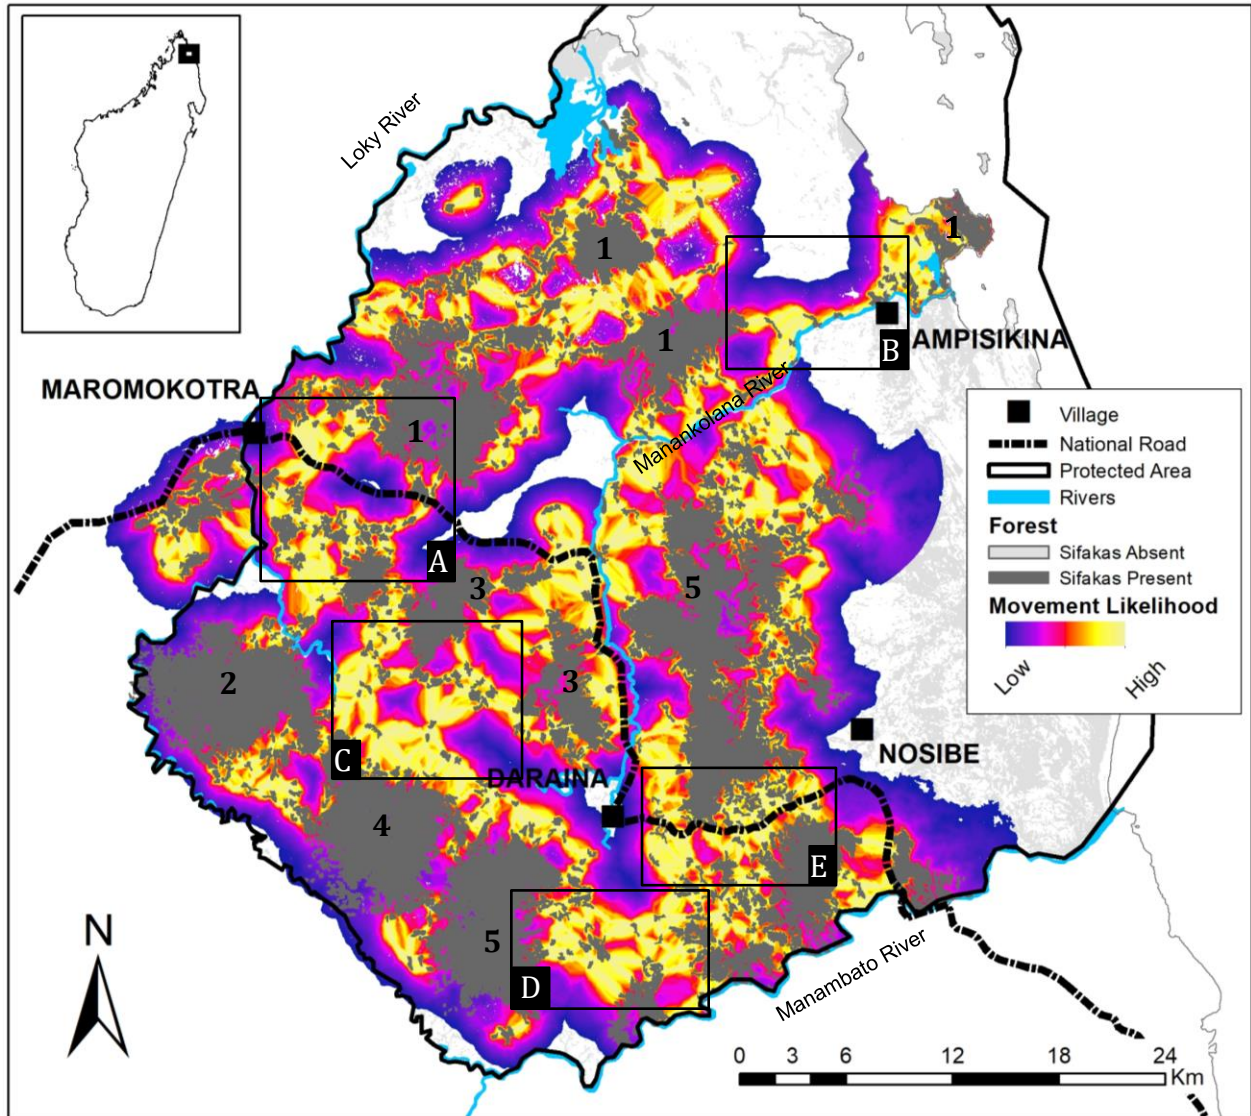 Loky River
1
1
1
B
AMPISIKINA
MAROMOKOTRA
1
Manankolana River
A
3
5
2
3
C
DARAINA
NOSIBE
4
E
5
D
Manambato River
N
Village
National Road
Protected Area
Rivers
Forest
Sifakas Absent
Sifakas Present
Movement Likelihood
Low High
0 3 6 12 18 24
Km